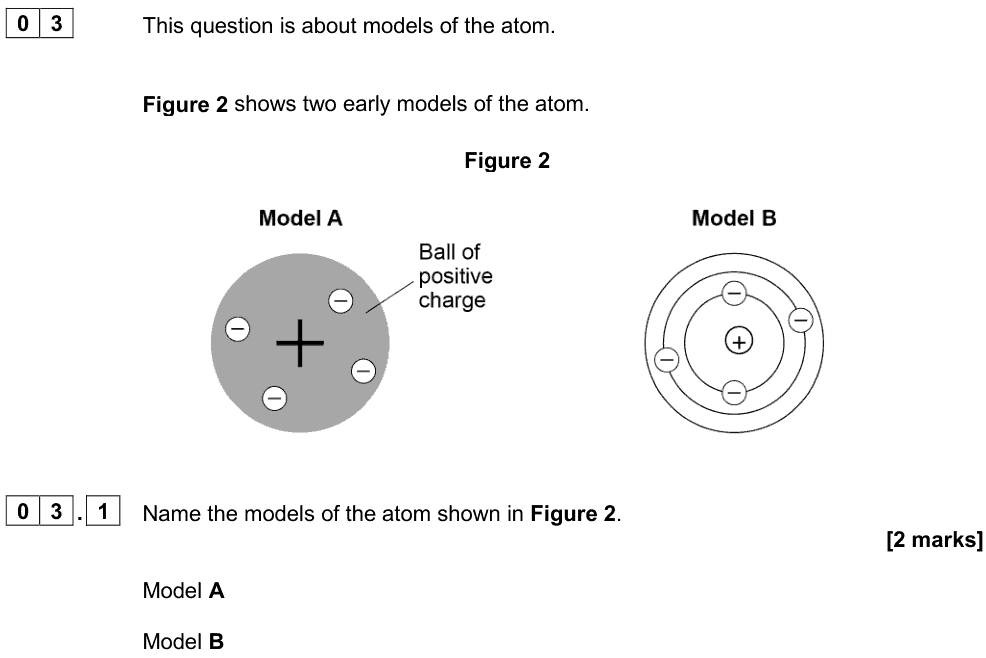 0 3 This question is about models of the atom.
Figure 2 shows two early models of the atom.
Figure 2
Model A
Ball of
positive
charge
+
−
−
−
−
Model B
−
−
+
−
−
0 3 . 1 Name the models of the atom shown in Figure 2.
[2 marks]
Model A
Model B